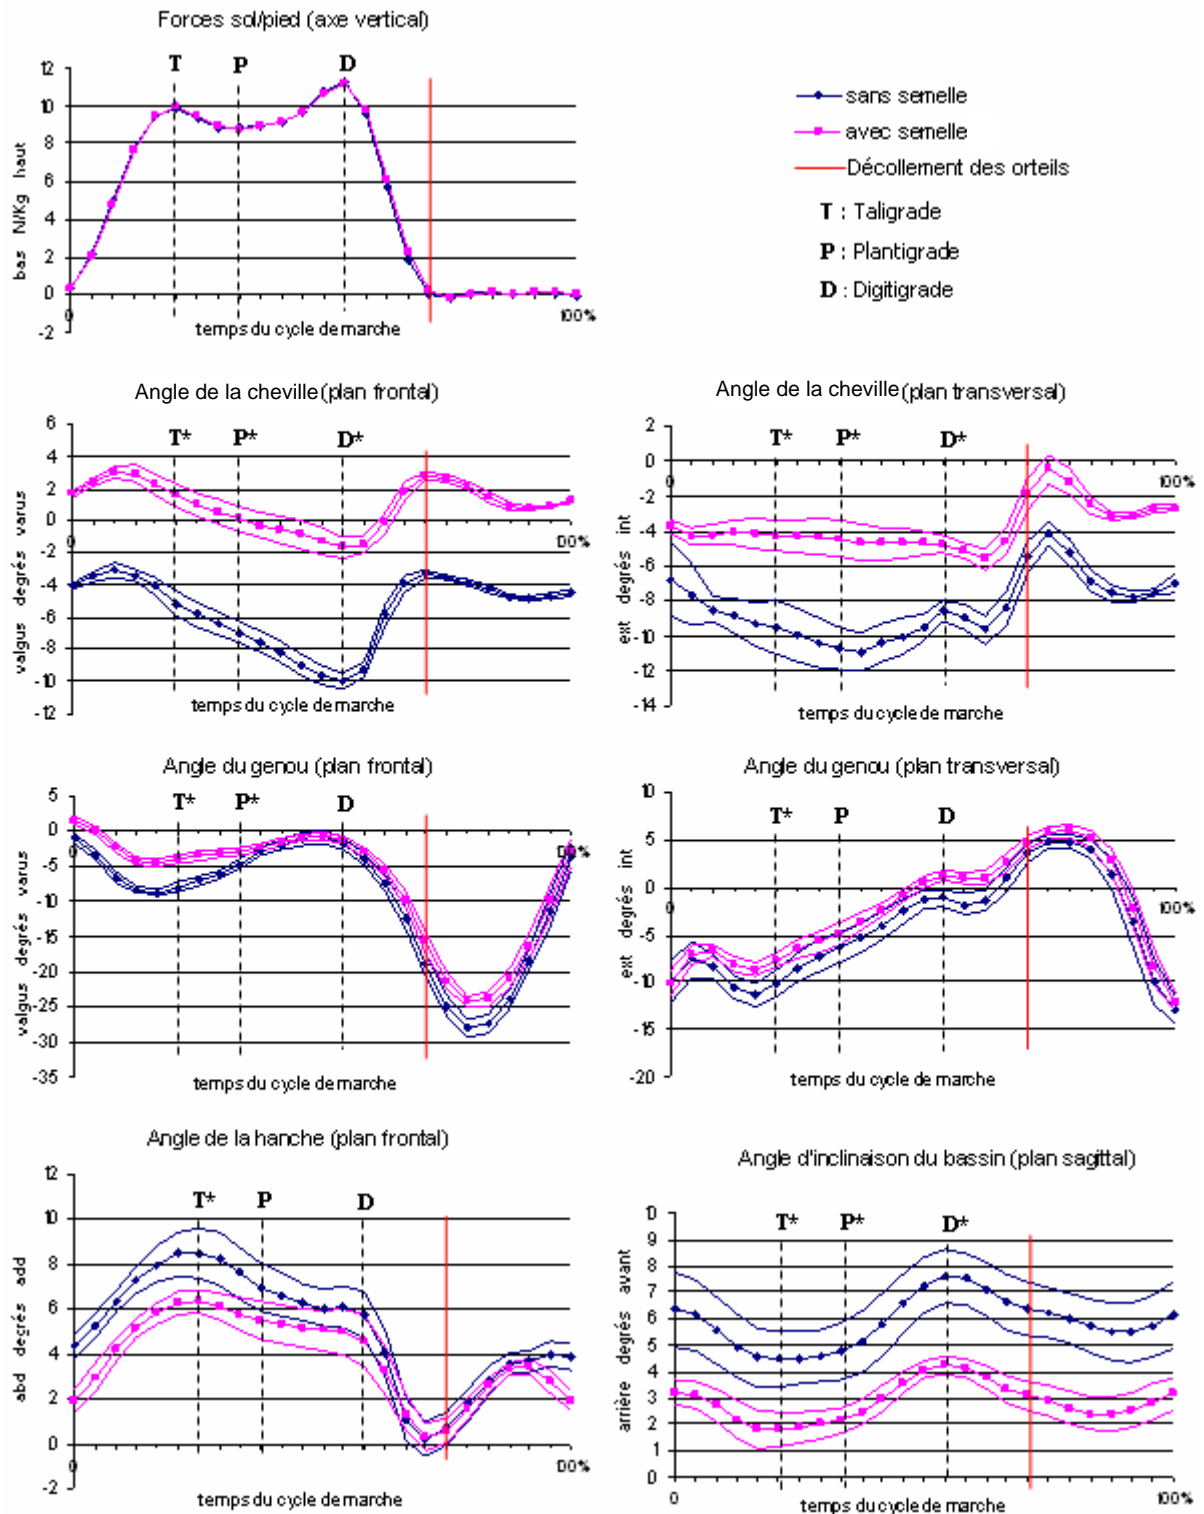 Forces sol/pied (axe vertical)
12
10
8
6
4
2
0
-2
bas N/Kg haut
T P D
0 100%
temps du cycle de marche
sans semelle
avec semelle
Décollement des orteils
T : Taligrade
P : Plantigrade
D : Digitigrade
Angle de la cheville (plan frontal)
6
4
2
0
-2
-4
-6
-8
-10
-12
valgus degrés varus
T* P* D*
0 00%
temps du cycle de marche
Angle de la cheville (plan transversal)
2
0
-2
-4
-6
-8
-10
-12
-14
ext degrés int
T* P* D*
0 100%
temps du cycle de marche
Angle du genou (plan frontal)
5
0
-5
-10
-15
-20
-25
-30
-35
valgus degrés varus
T* P* D
0 100%
temps du cycle de marche
Angle du genou (plan transversal)
10
5
0
-5
-10
-15
-20
ext degrés int
T* P D
0 100%
temps du cycle de marche
Angle de la hanche (plan frontal)
12
10
8
6
4
2
0
-2
abd degrés add
T* P D
0 100%
temps du cycle de marche
Angle d'inclinaison du bassin (plan sagittal)
10
9
8
7
6
5
4
3
2
1
0
arrière degrés avant
T* P* D*
0 100%
temps du cycle de marche